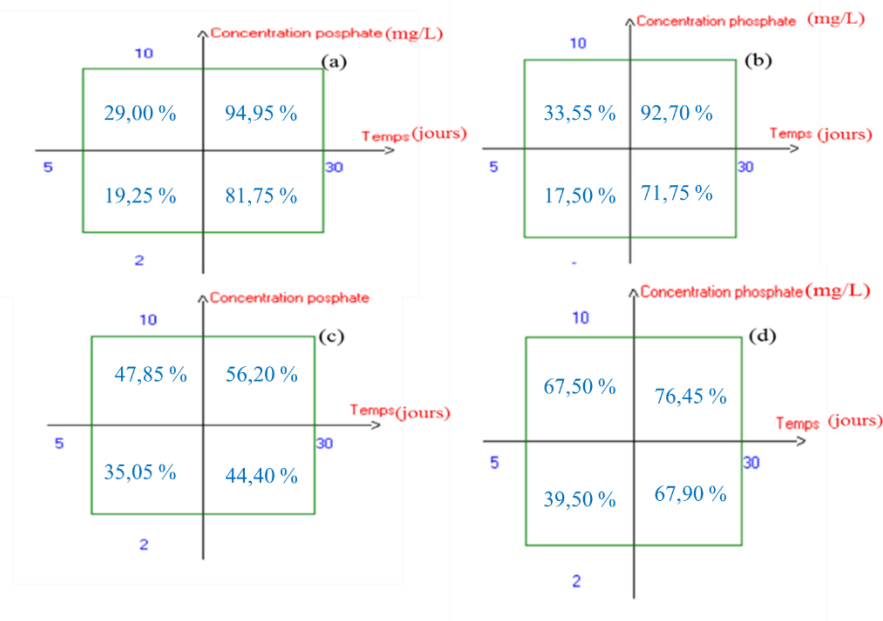 Concentration posphate (mg/L)
10
(a)
29,00 % 94,95 %
Temps (jours)
5
30
19,25 % 81,75 %
2
Concentration phosphate (mg/L)
10
(b)
33,55 % 92,70 %
Temps (jours)
5
30
17,50 % 71,75 %
-
Concentration posphate
10
(c)
47,85 % 56,20 %
Temps (jours)
5
30
35,05 % 44,40 %
2
Concentration phosphate (mg/L)
10
(d)
67,50 % 76,45 %
Temps (jours)
5
30
39,50 % 67,90 %
2